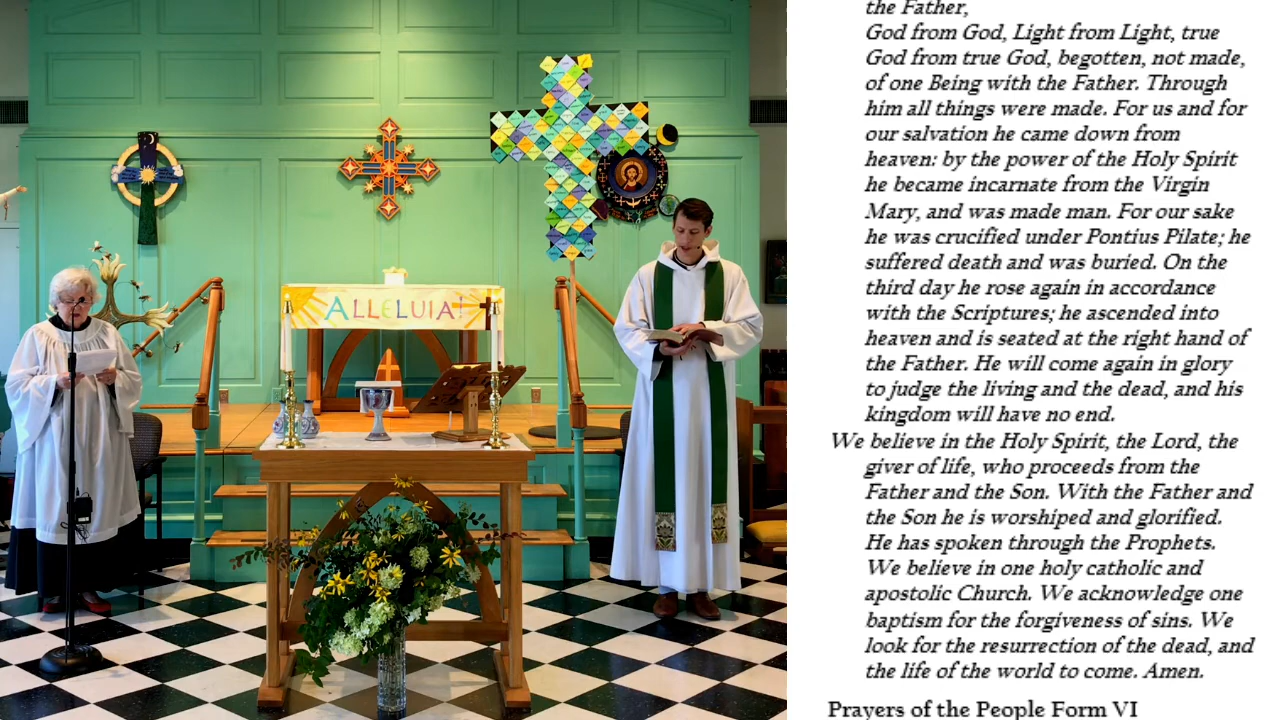 ALLELUIA!
the Father,
God from God, Light from Light, true
God from true God, begotten, not made,
of one Being with the Father. Through
him all things were made. For us and for
our salvation he came down from
heaven: by the power of the Holy Spirit
he became incarnate from the Virgin
Mary, and was made man. For our sake
he was crucified under Pontius Pilate; he
suffered death and was buried. On the
third day he rose again in accordance
with the Scriptures; he ascended into
heaven and is seated at the right hand of
the Father. He will come again in glory
to judge the living and the dead, and his
kingdom will have no end.
We believe in the Holy Spirit, the Lord, the
giver of life, who proceeds from the
Father and the Son. With the Father and
the Son he is worshiped and glorified.
He has spoken through the Prophets.
We believe in one holy catholic and
apostolic Church. We acknowledge one
baptism for the forgiveness of sins. We
look for the resurrection of the dead, and
the life of the world to come. Amen.
Prayers of the People Form VI